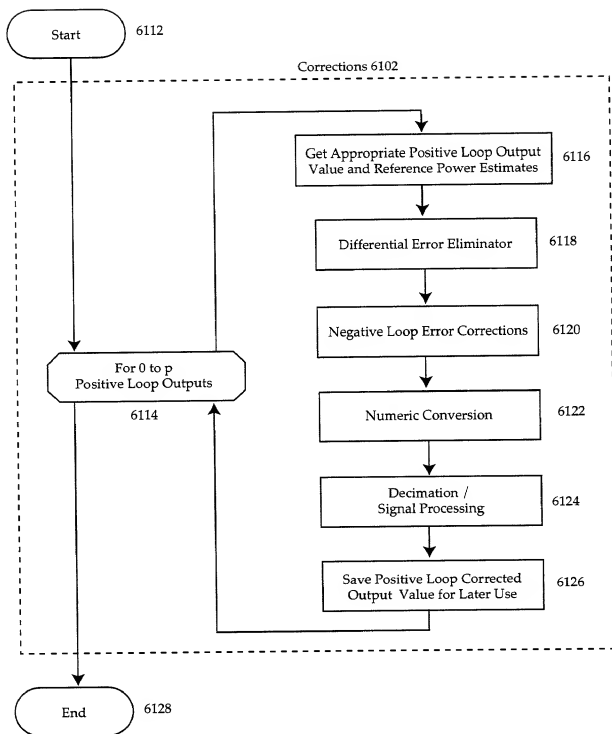 Start
6112
Corrections 6102
Get Appropriate Positive Loop Output
Value and Reference Power Estimates
6116
Differential Error Eliminator
6118
Negative Loop Error Corrections
6120
For 0 to p
Positive Loop Outputs
6114
Numeric Conversion
6122
Decimation /
Signal Processing
6124
Save Positive Loop Corrected
Output Value for Later Use
6126
End
6128